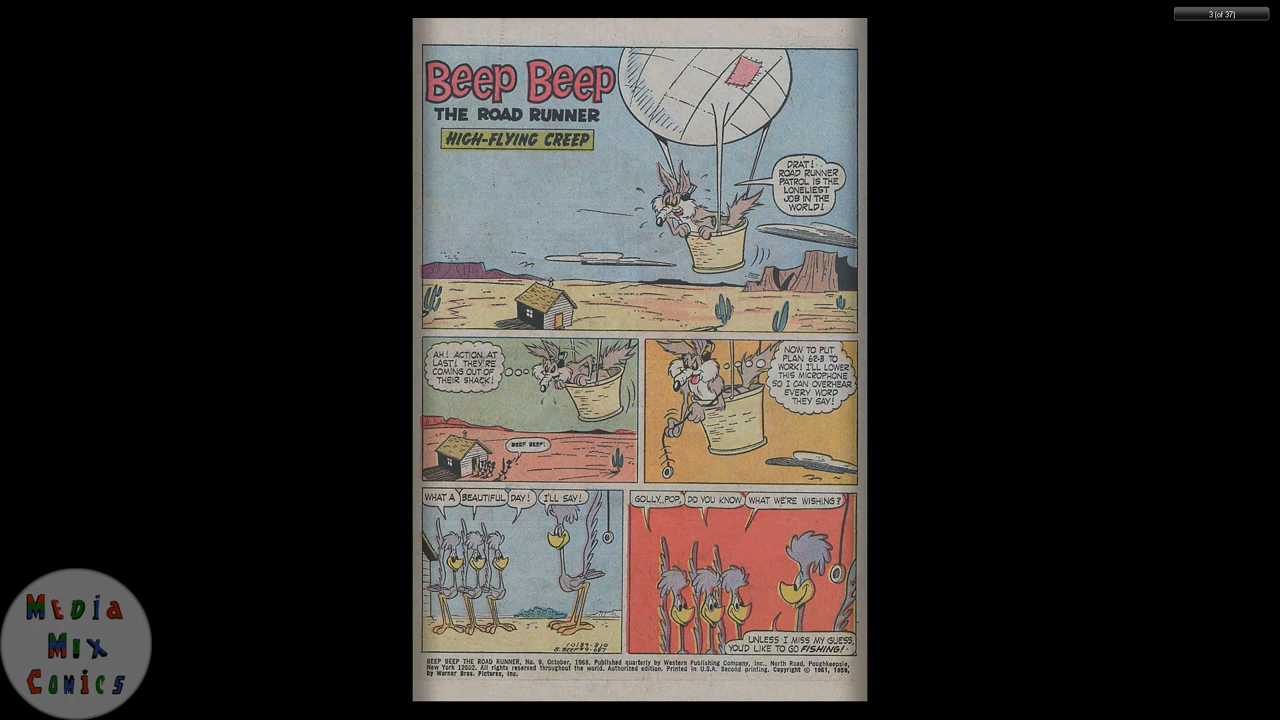 3 (of 37)
BEEP BEEP
THE ROAD RUNNER
HIGH-FLYING CREEP
DRAT!..
ROAD RUNNER
PATROL IS THE
LONELIEST
JOB IN THE
WORLD!
AH! ACTION, AT
LAST! THEY'RE
COMING OUT OF
THEIR SHACK!
BEEP BEEP!
NOW TO PUT
PLAN 62-B TO
WORK! I'LL LOWER
THIS MICROPHONE
SO I CAN OVERHEAR
EVERY WORD
THEY SAY!
WHAT A
BEAUTIFUL
DAY!
I'LL SAY!
GOLLY..POP,
DO YOU KNOW
WHAT WE'RE WISHING?
UNLESS I MISS MY GUESS,
YOU'D LIKE TO GO FISHING!
BEEP BEEP THE ROAD RUNNER, No. 9, October, 1968. Published quarterly by Western Publishing Company, Inc., North Road, Poughkeepsie,
New York 12602. All rights reserved throughout the world. Authorized edition. Printed in U.S.A. Second printing. Copyright © 1961, 1959,
by Warner Bros. Pictures, Inc.
MEDIA
MIX
COMICS